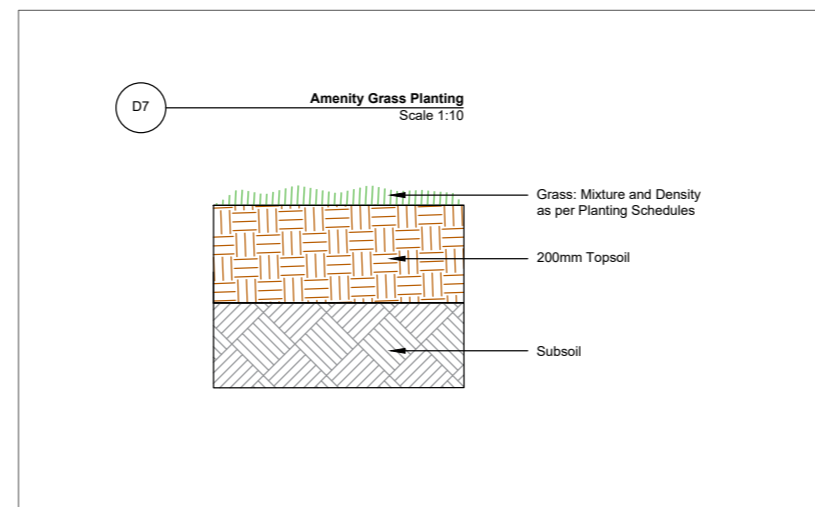 D7
Amenity Grass Planting
Scale 1:10
Grass: Mixture and Density
as per Planting Schedules
200mm Topsoil
Subsoil